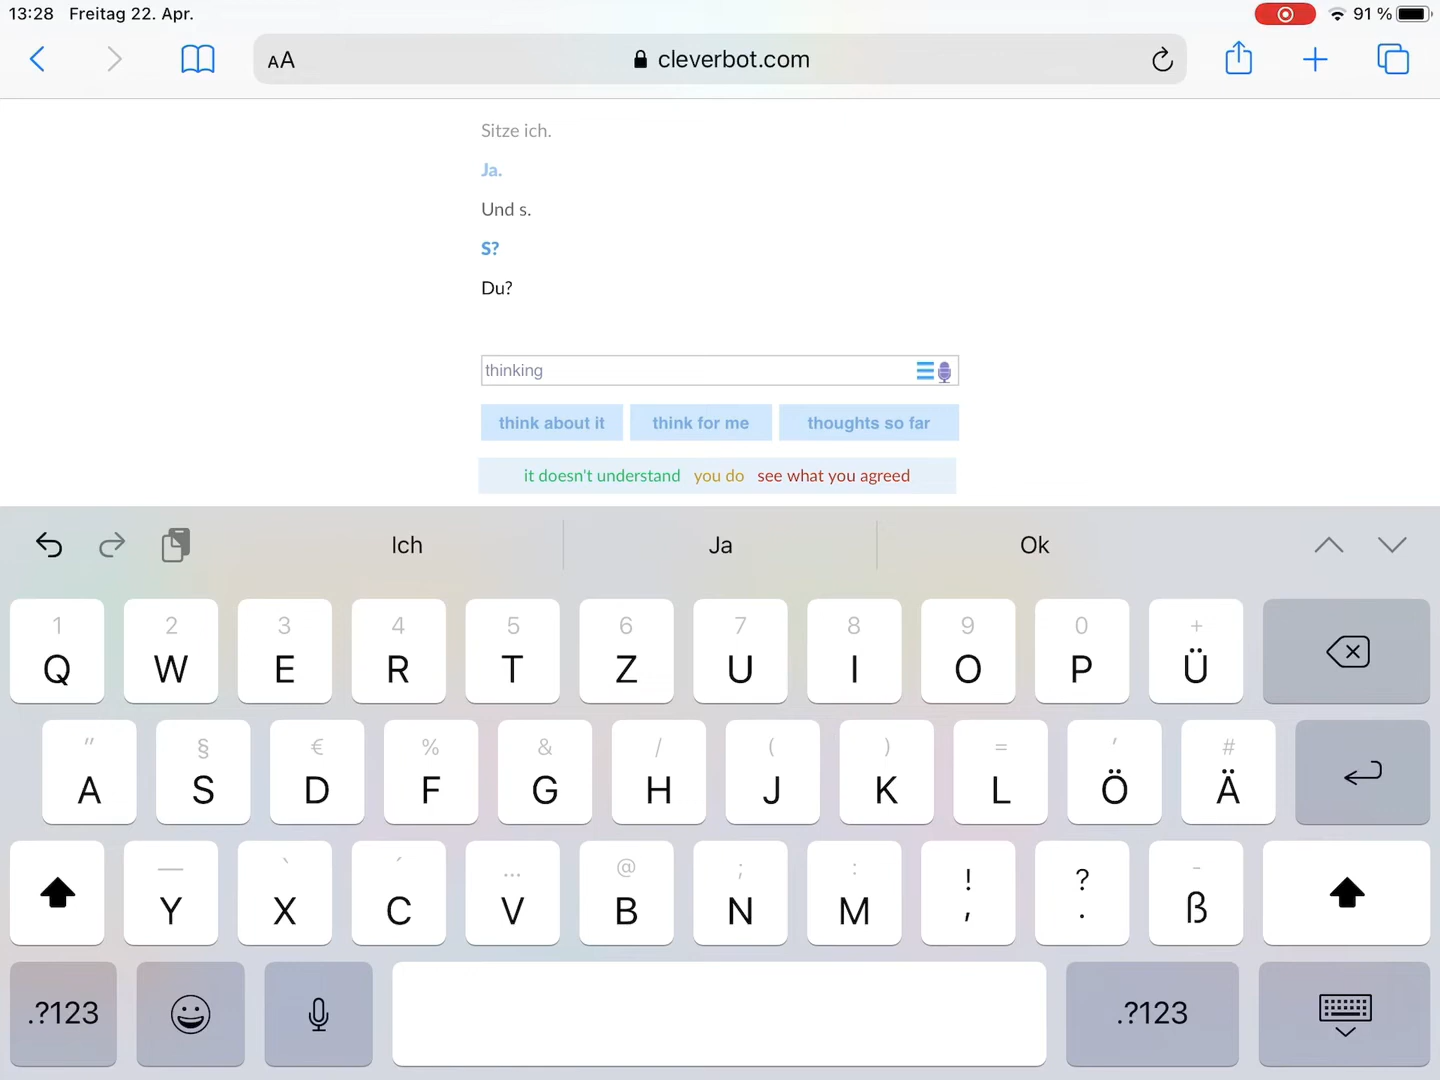 13:28 Freitag 22. Apr. 91 %
AA cleverbot.com
Sitze ich.
Ja.
Und s.
S?
Du?
thinking
think about it think for me thoughts so far
it doesn't understand you do see what you agreed
Ich Ja Ok
1 2 3 4 5 6 7 8 9 0 +
Q W E R T Z U I O P Ü
" § € % & / ( ) = ' #
A S D F G H J K L Ö Ä
— ` ´ ... @ ; : ! ? -
Y X C V B N M , . ß
.?123 .?123